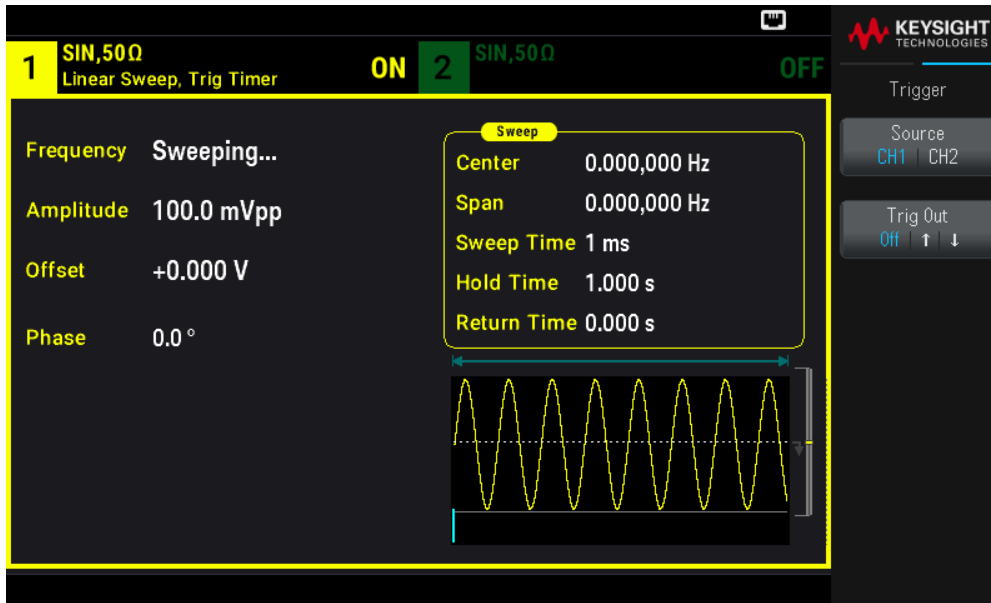 KEYSIGHT
TECHNOLOGIES
1
SIN,50Ω
Linear Sweep, Trig Timer
ON
2
SIN,50Ω
OFF
Trigger
Frequency Sweeping...
Amplitude 100.0 mVpp
Offset +0.000 V
Phase 0.0 °
Sweep
Center 0.000,000 Hz
Span 0.000,000 Hz
Sweep Time 1 ms
Hold Time 1.000 s
Return Time 0.000 s
Source
CH1 | CH2
Trig Out
Off | ↑ | ↓